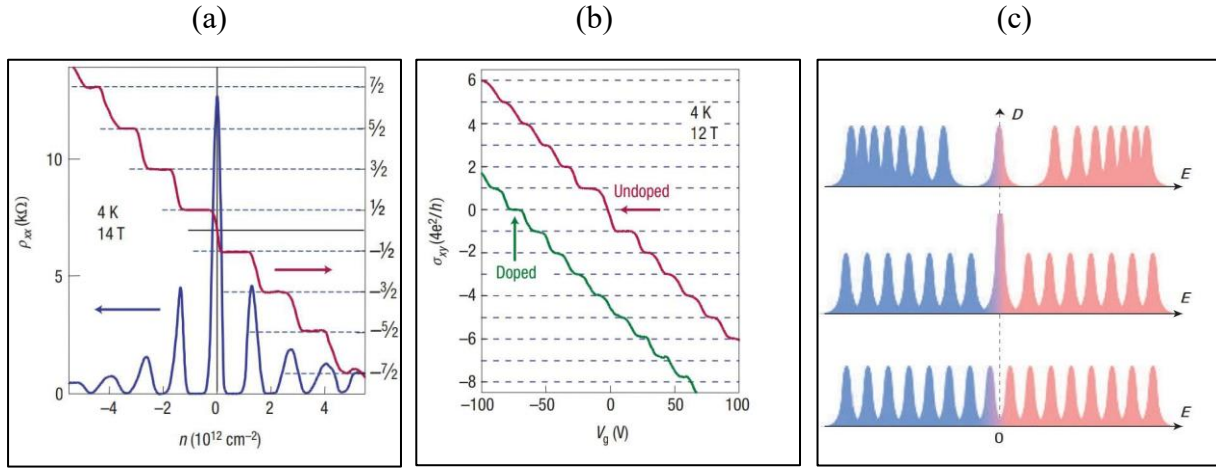 (a)
(b)
(c)
ρxx (kΩ)
10
5
0
4 K
14 T
7/2
5/2
3/2
1/2
−1/2
−3/2
−5/2
−7/2
−4 −2 0 2 4
n (10¹² cm⁻²)
σxy (4e²/h)
6
4
2
0
−2
−4
−6
−8
4 K
12 T
Undoped
Doped
−100 −50 0 50 100
Vg (V)
D
E
E
E
0